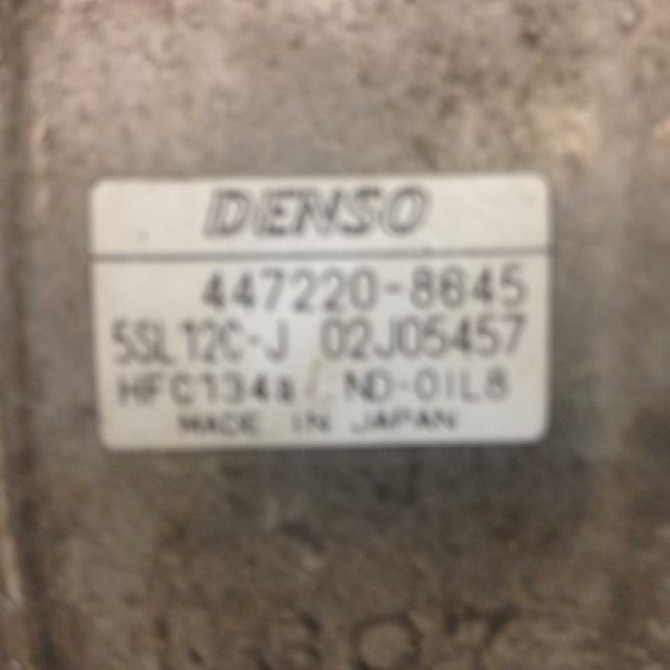 DENSO
447220-8645
5SL12C-J 02J05457
HFC134a ND-OIL8
MADE IN JAPAN